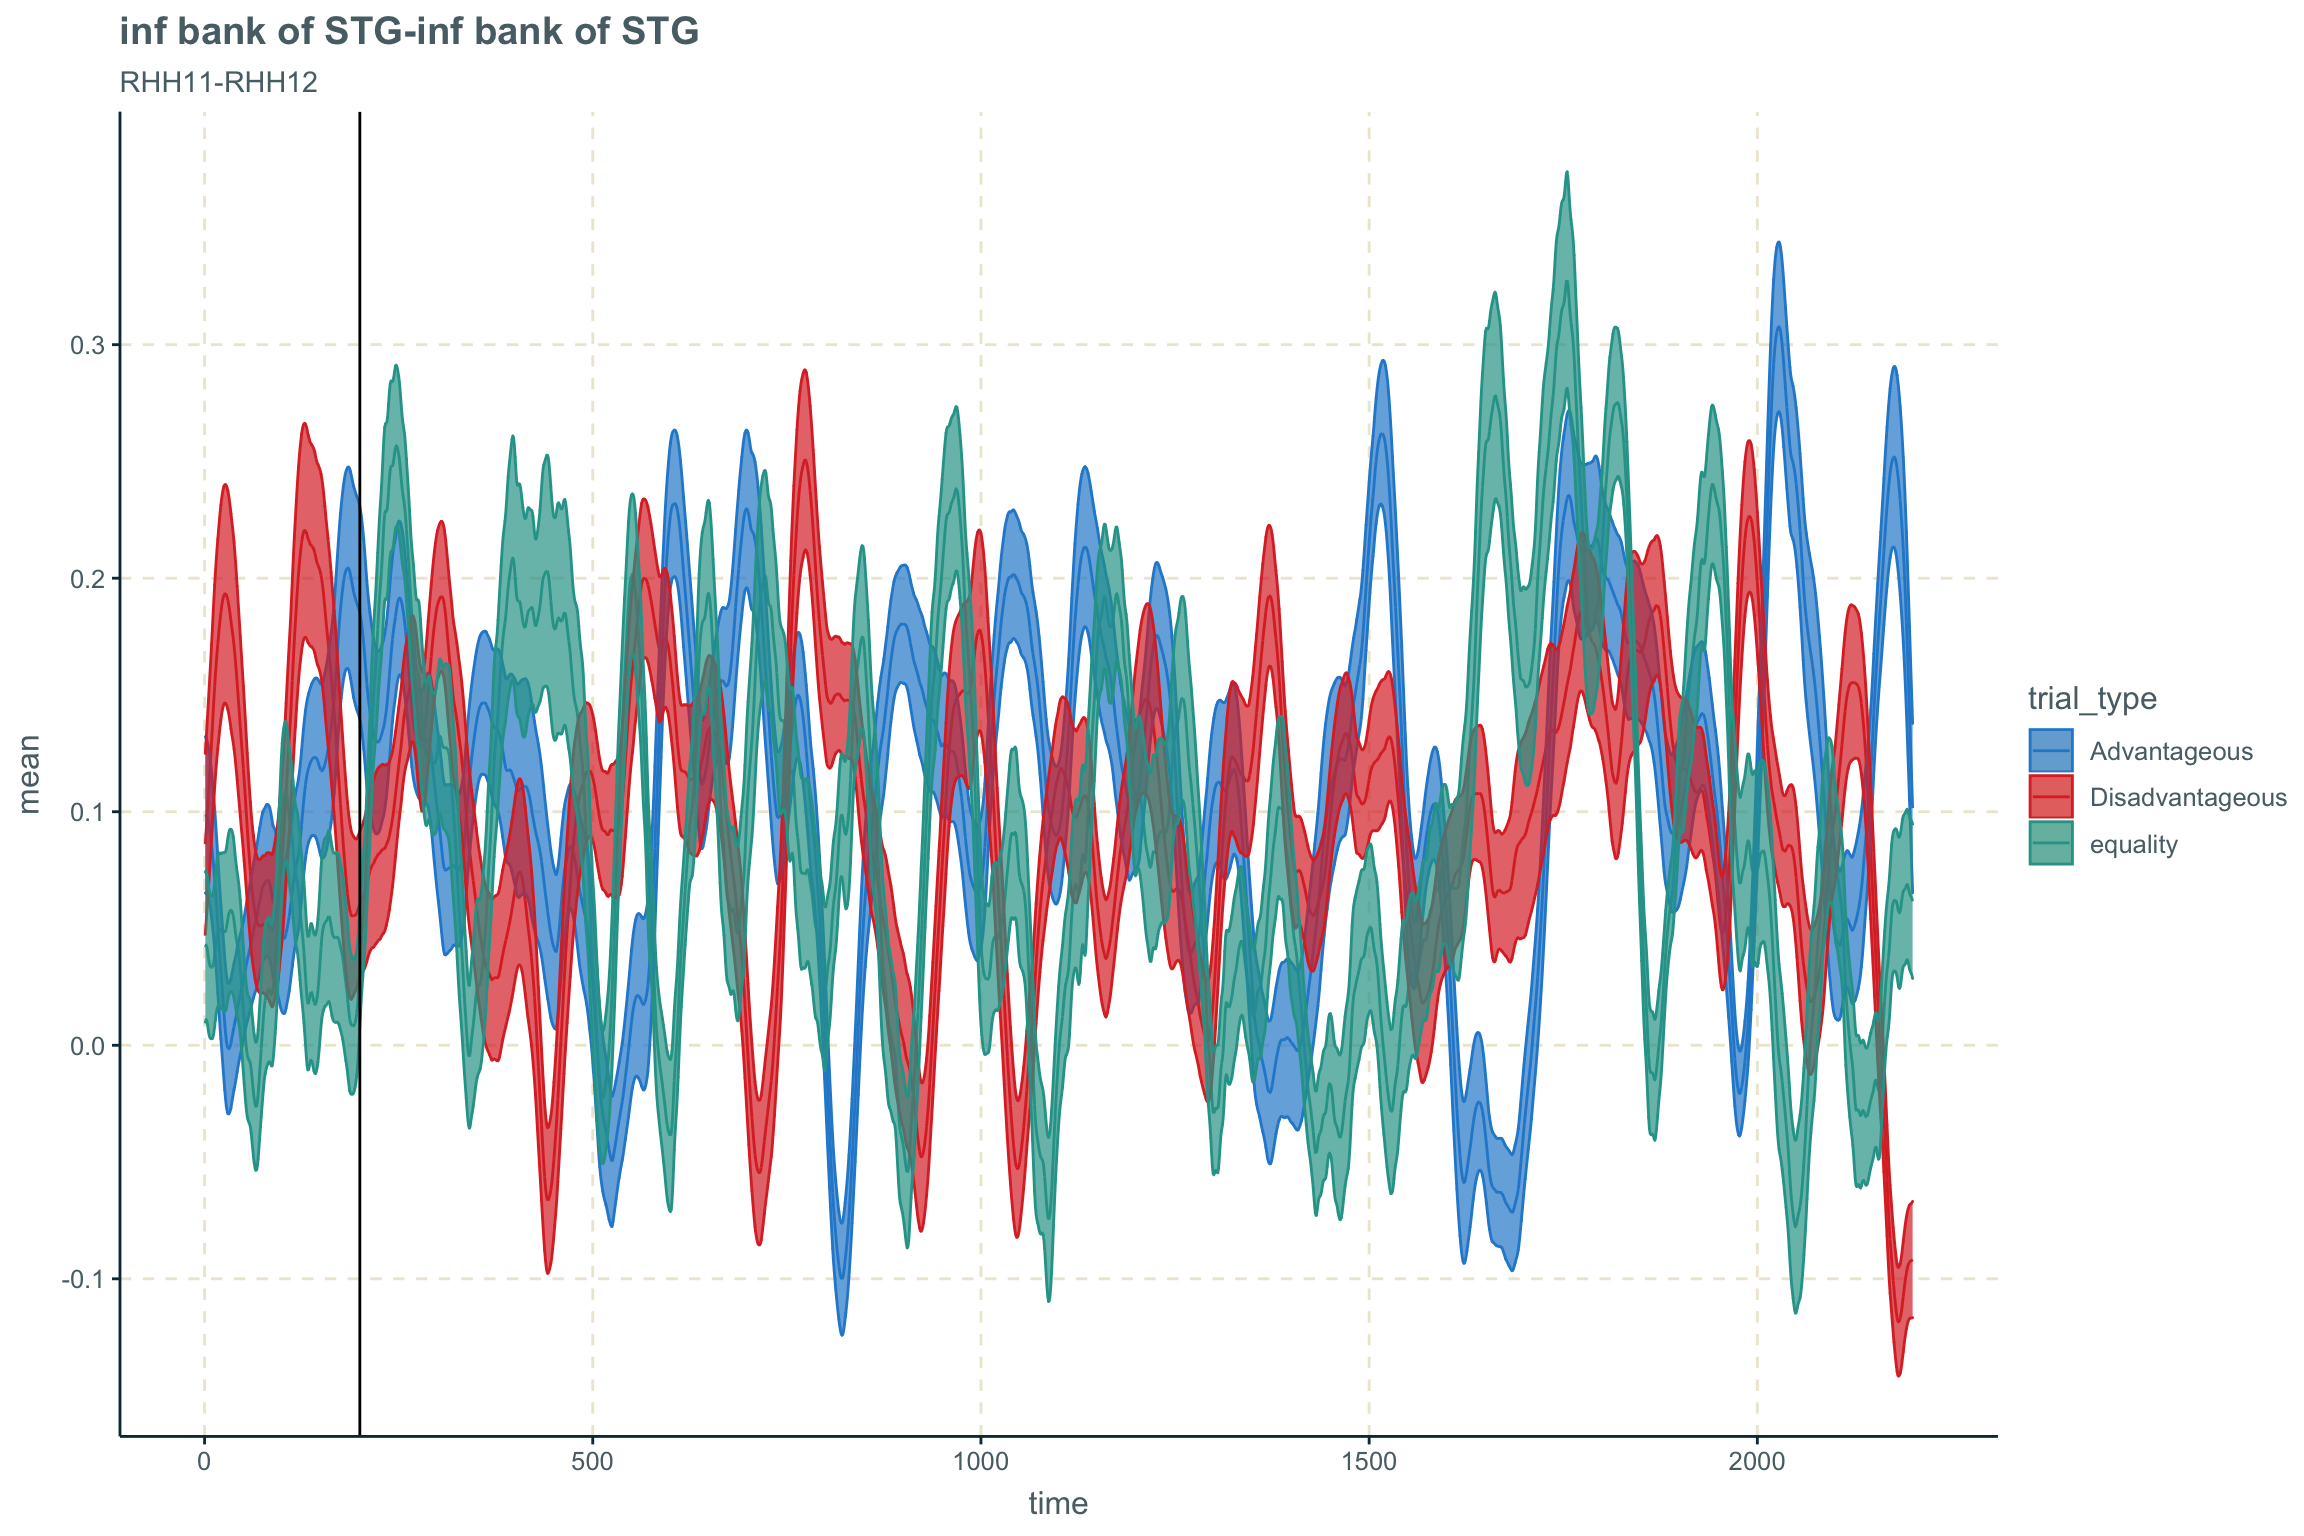 inf bank of STG-inf bank of STG
RHH11-RHH12
0.3
0.2
0.1
0.0
-0.1
mean
0
500
1000
1500
2000
time
trial_type
Advantageous
Disadvantageous
equality